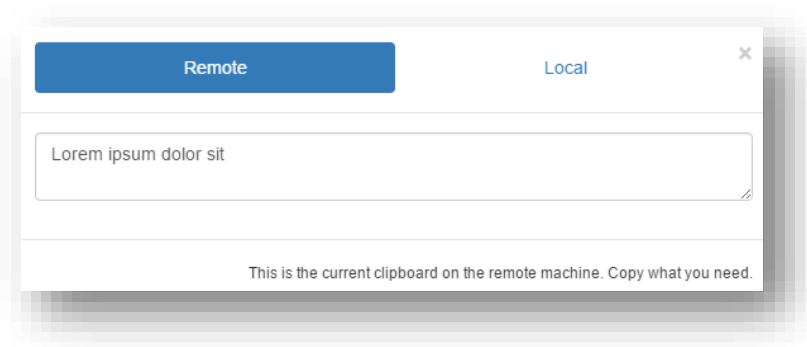 Remote Local ×
Lorem ipsum dolor sit
This is the current clipboard on the remote machine. Copy what you need.